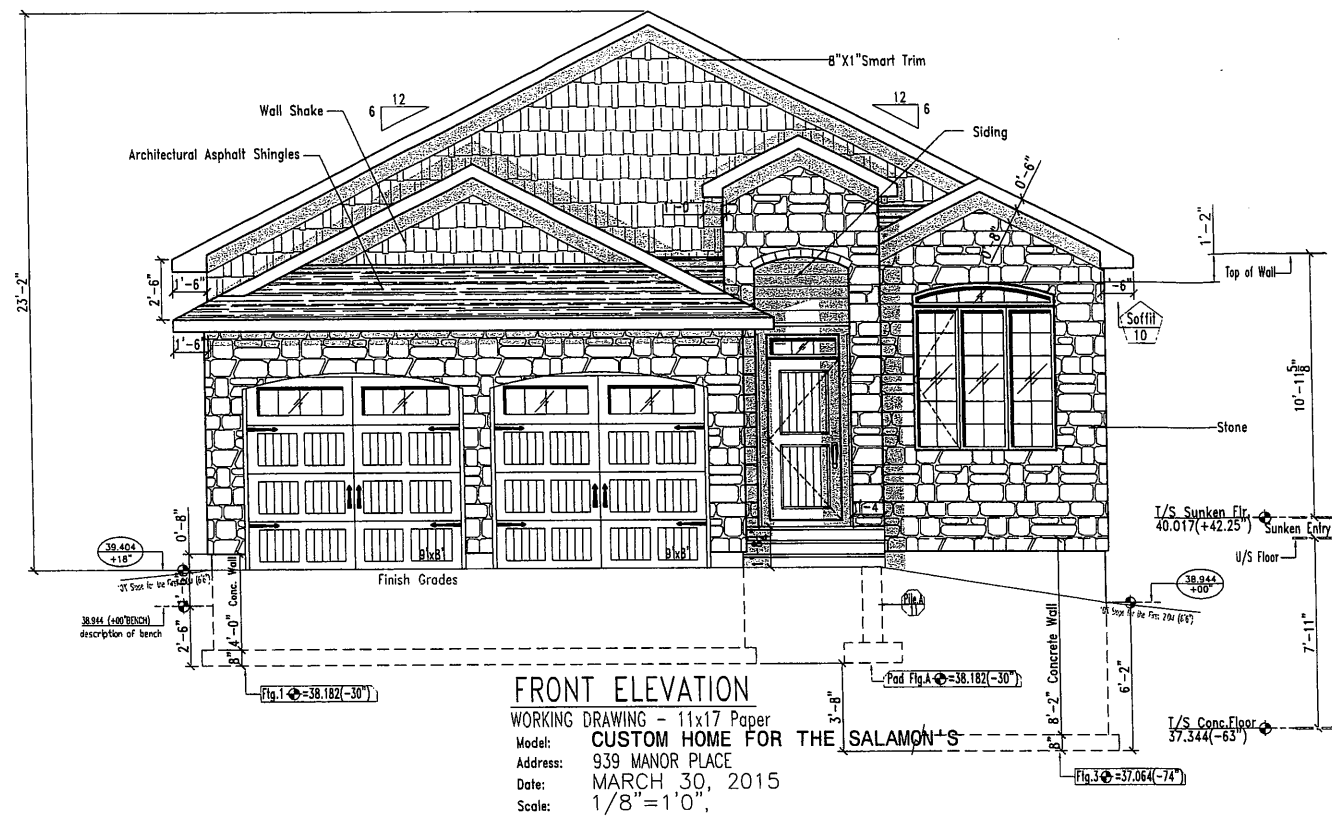 8"X1"Smart Trim
12
6
12
6
Wall Shake
Siding
Architectural Asphalt Shingles
0'-6"
0'-8"
1'-0"
1'-2"
Top of Wall
23'-2"
2'-6"
1'-6"
1'-6"
-6"
Soffit
10
10'-11 5/8"
Stone
T/S Sunken Flr.
40.017(+42.25")
Sunken Entry
U/S Floor
0'-8"
39.404
+18"
9'x8'
9'x8'
Finish Grades
38.944
+00"
38.944 (+00"BENCH)
description of bench
2'-6"
8"
4'-0" Conc. Wall
Pile.A
11
8'-2" Concrete Wall
8"
6'-2"
7'-11"
Ftg.1 =38.182(-30")
Pad Ftg.A =38.182(-30")
3'-8"
T/S Conc.Floor
37.344(-63")
Ftg.3 =37.064(-74")
FRONT ELEVATION
WORKING DRAWING - 11x17 Paper
Model: CUSTOM HOME FOR THE SALAMON'S
Address: 939 MANOR PLACE
Date: MARCH 30, 2015
Scale: 1/8"=1'0",